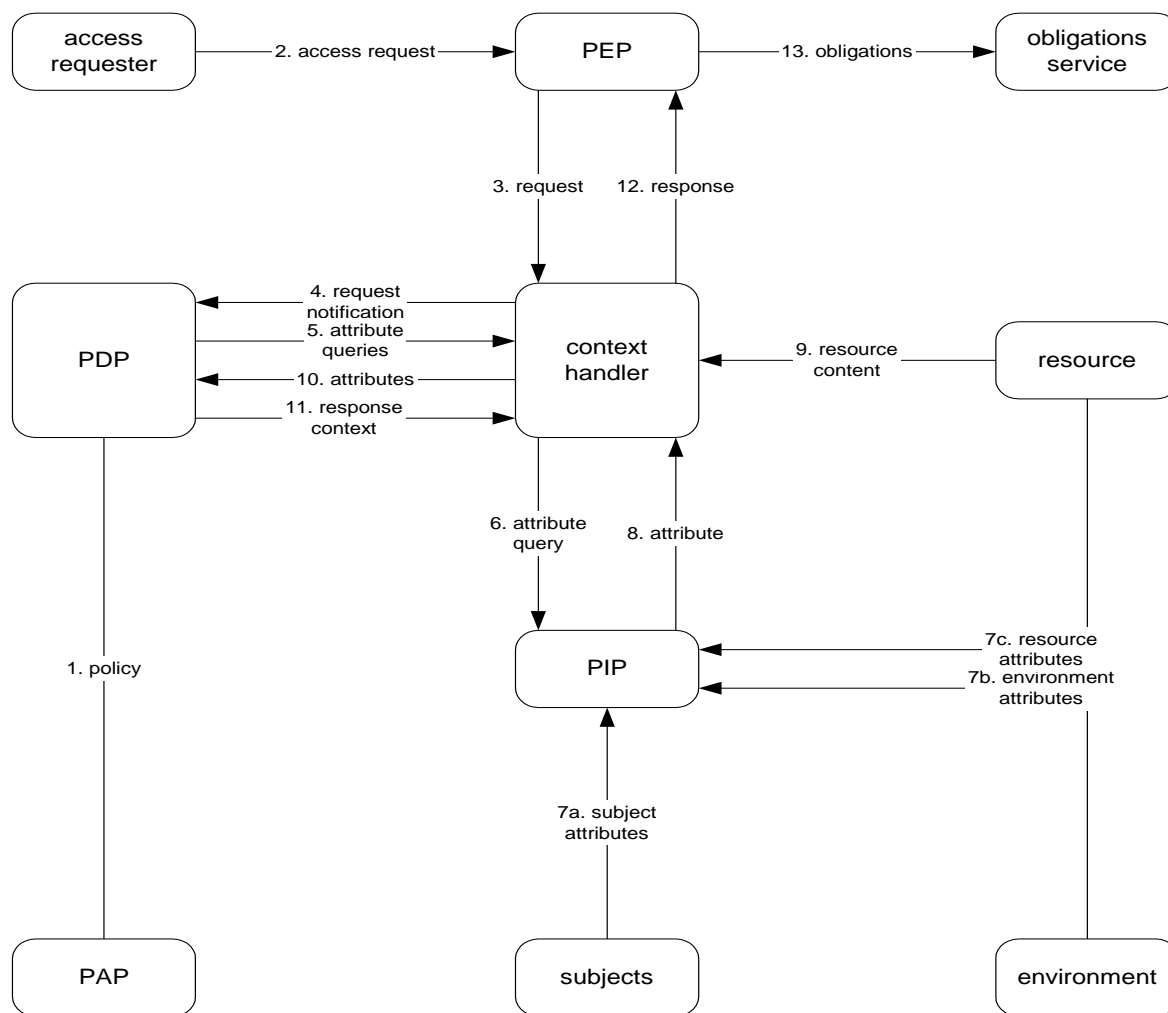 access
requester
2. access request
PEP
13. obligations
obligations
service
3. request
12. response
PDP
4. request
notification
5. attribute
queries
10. attributes
11. response
context
context
handler
9. resource
content
resource
6. attribute
query
8. attribute
1. policy
PIP
7c. resource
attributes
7b. environment
attributes
7a. subject
attributes
PAP
subjects
environment